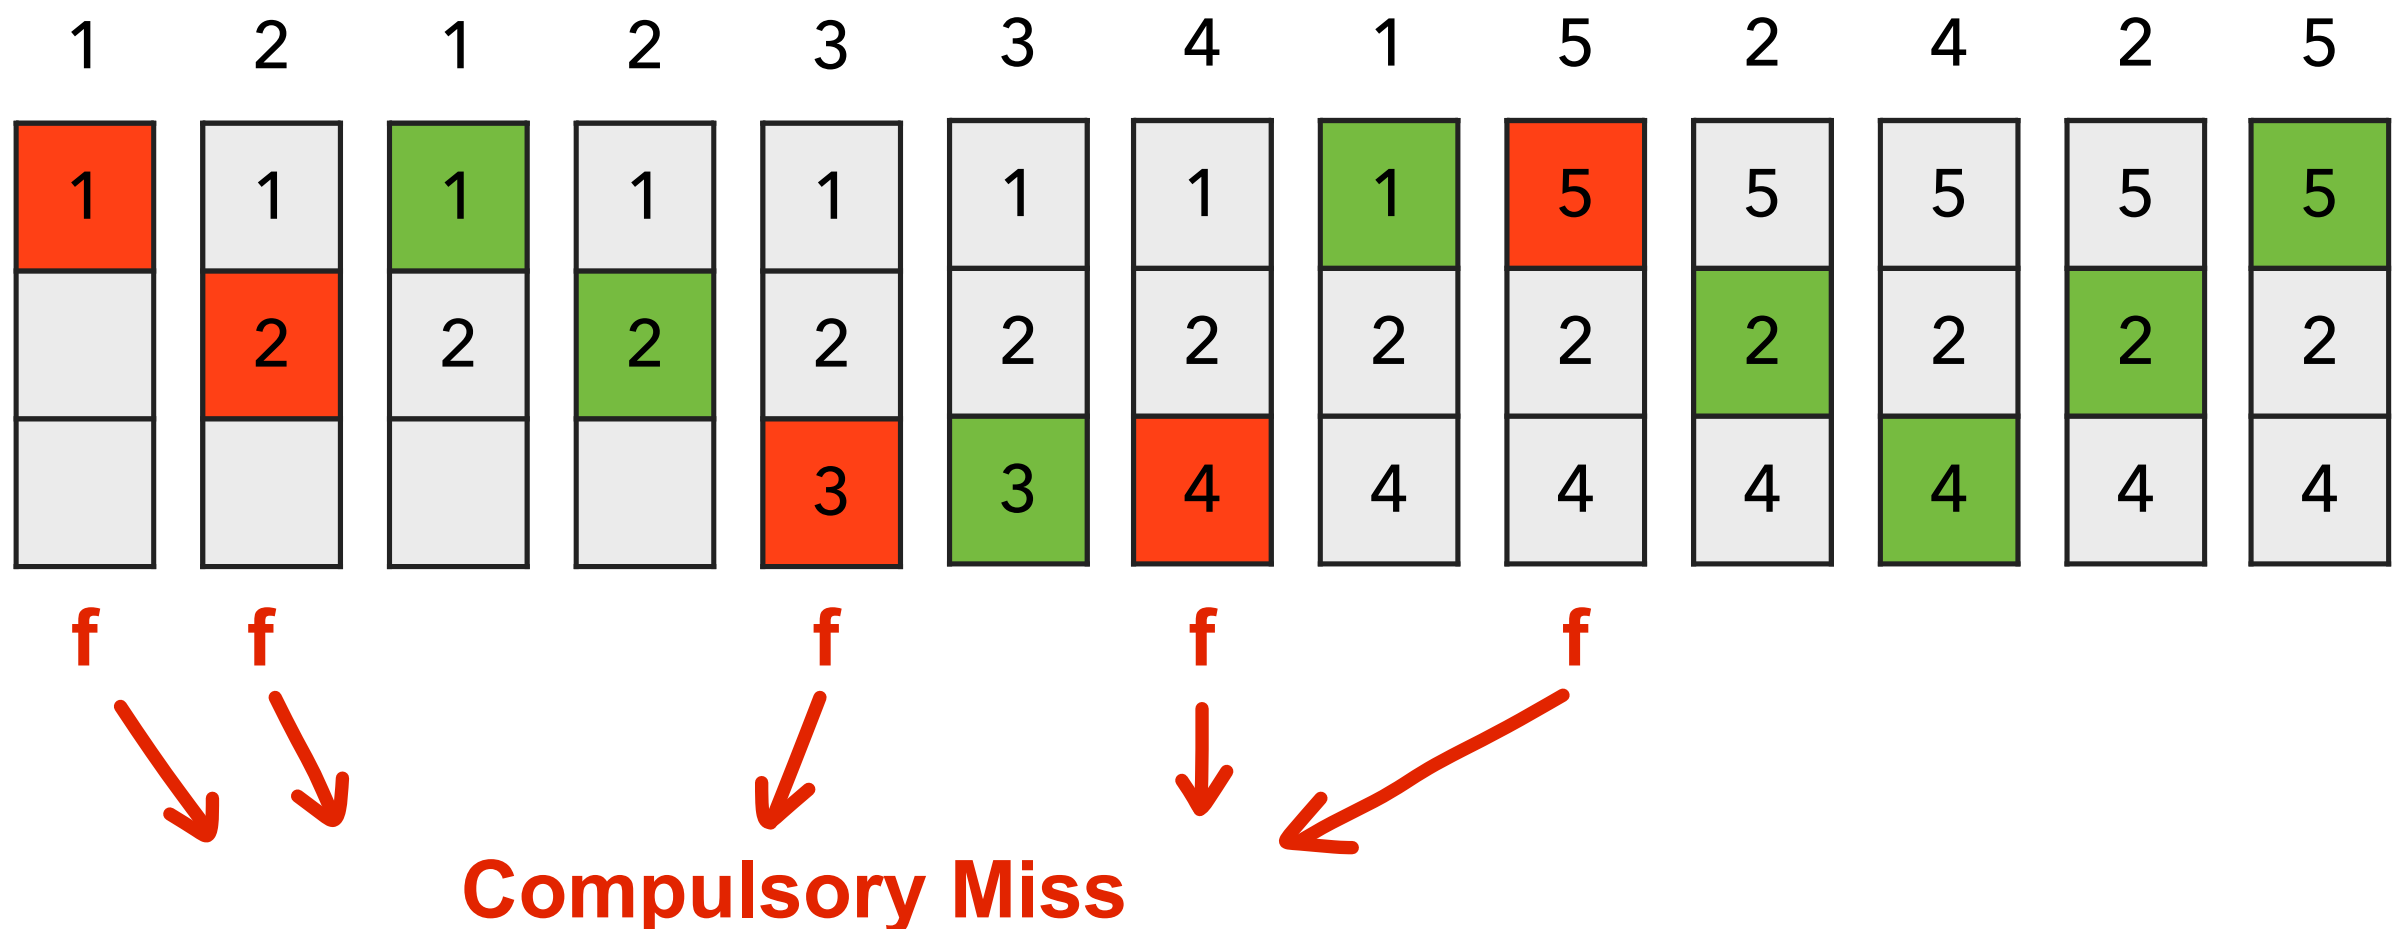 1 2 1 2 3 3 4 1 5 2 4 2 5
1 1 1 1 1 1 1 1 5 5 5 5 5
2 2 2 2 2 2 2 2 2 2 2 2
3 3 4 4 4 4 4 4 4
f f f f f
Compulsory Miss